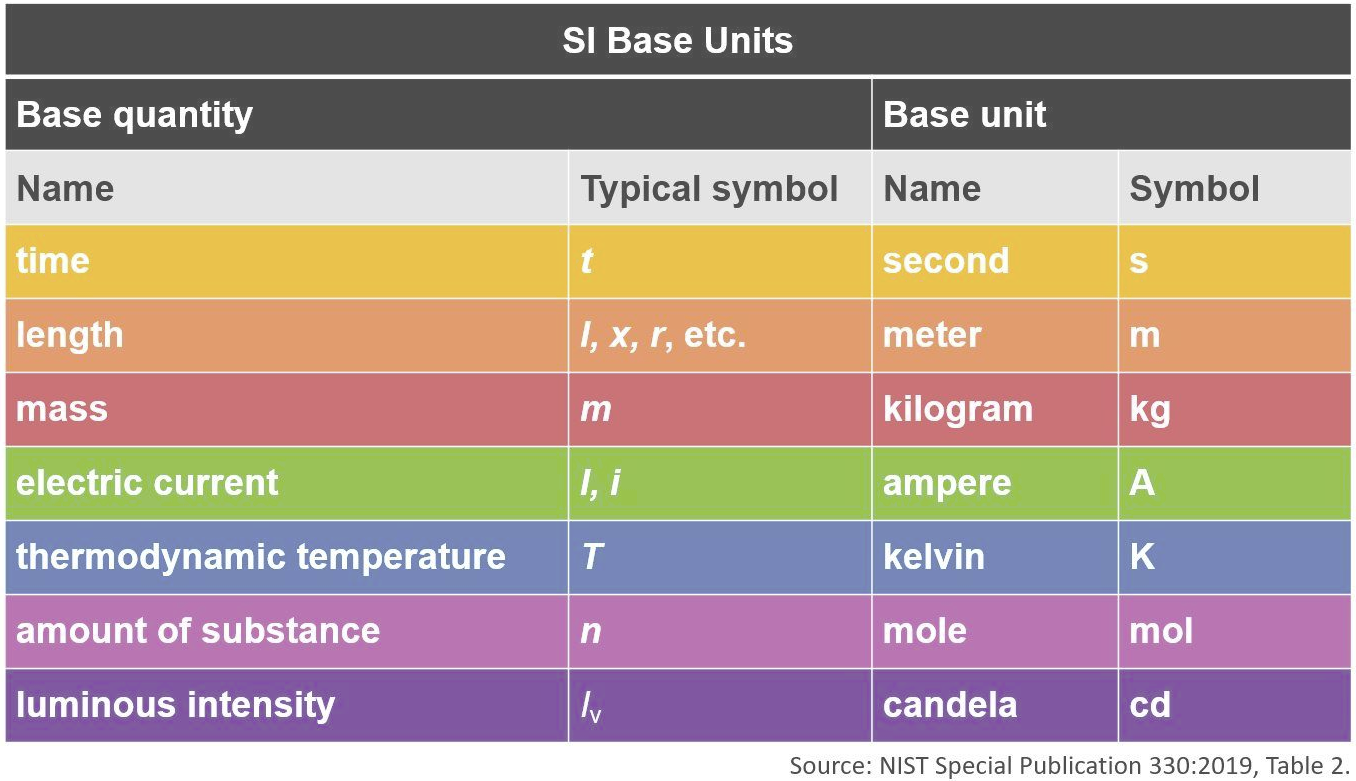 SI Base Units
Base quantity Base unit
Name Typical symbol Name Symbol
time t second s
length l, x, r, etc. meter m
mass m kilogram kg
electric current I, i ampere A
thermodynamic temperature T kelvin K
amount of substance n mole mol
luminous intensity Iv candela cd
Source: NIST Special Publication 330:2019, Table 2.